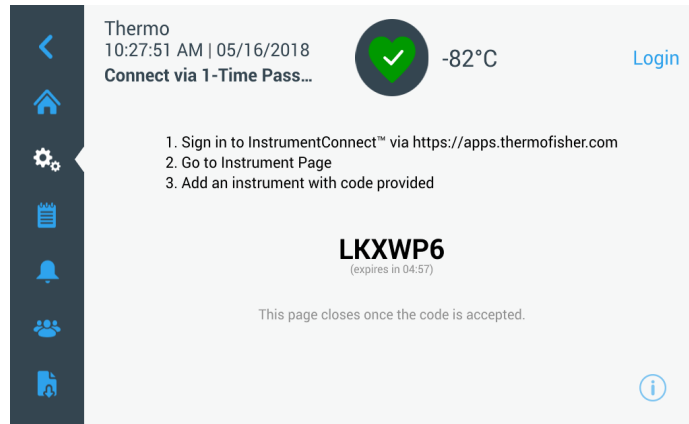 Thermo
10:27:51 AM | 05/16/2018
Connect via 1-Time Pass...
-82°C
Login
1. Sign in to InstrumentConnect™ via https://apps.thermofisher.com
2. Go to Instrument Page
3. Add an instrument with code provided
LKXWP6
(expires in 04:57)
This page closes once the code is accepted.